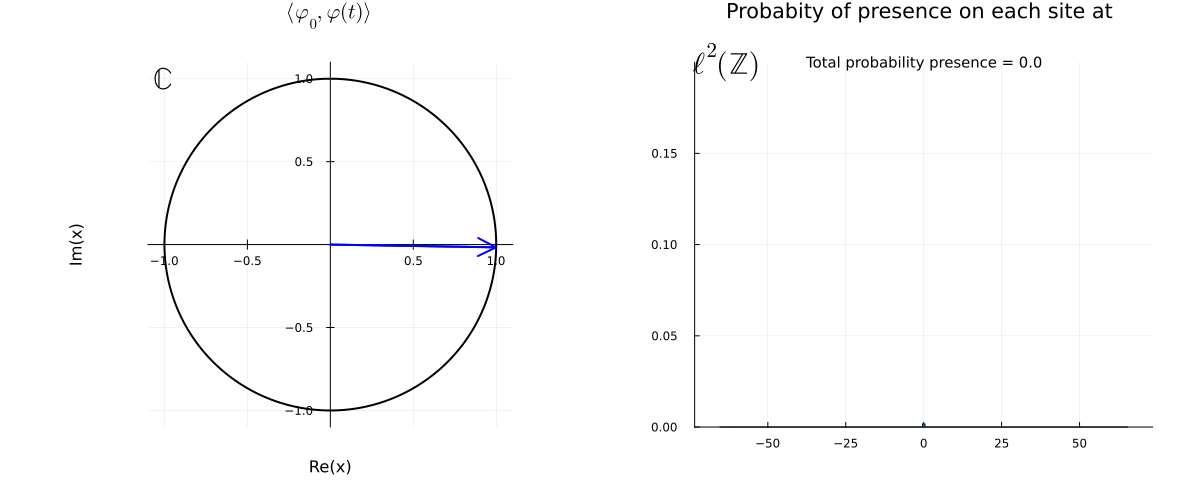 ⟨φ₀, φ(t)⟩
ℂ
1.0
0.5
−1.0
−0.5
0.5
1.0
−0.5
−1.0
Im(x)
Re(x)
Probabity of presence on each site at
ℓ²(ℤ)
Total probability presence = 0.0
0.15
0.10
0.05
0.00
−50
−25
0
25
50